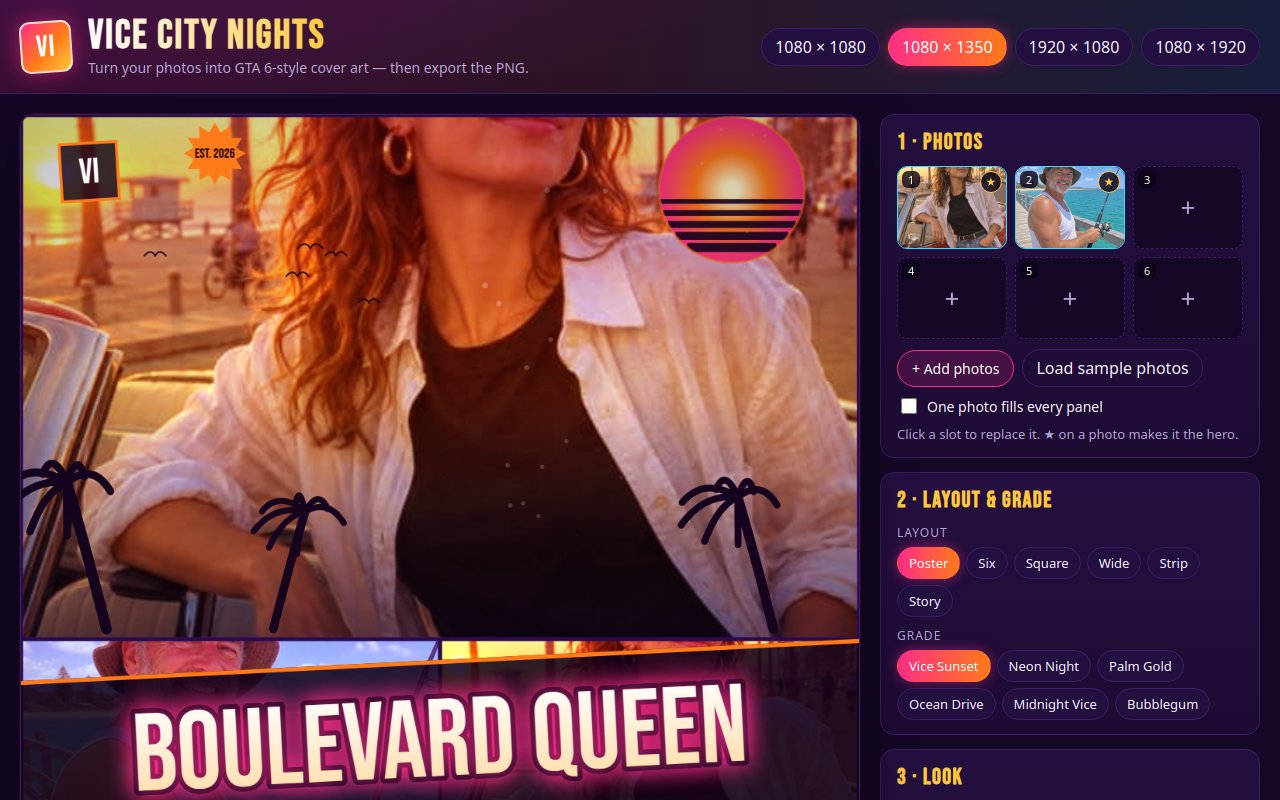 VI
VICE CITY NIGHTS
Turn your photos into GTA 6-style cover art — then export the PNG.
1080 × 1080
1080 × 1350
1920 × 1080
1080 × 1920
VI
EST. 2026
BOULEVARD QUEEN
1 · PHOTOS
1
★
2
★
3
+
4
+
5
+
6
+
+ Add photos
Load sample photos
One photo fills every panel
Click a slot to replace it. ★ on a photo makes it the hero.
2 · LAYOUT & GRADE
LAYOUT
Poster
Six
Square
Wide
Strip
Story
GRADE
Vice Sunset
Neon Night
Palm Gold
Ocean Drive
Midnight Vice
Bubblegum
3 · LOOK